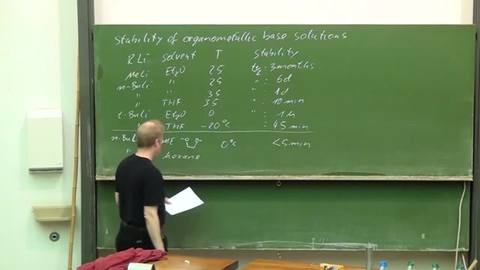 Stability of organometallic base solutions
RLi solvent T stability
MeLi Et2O 25 t½ : 3 months
n-BuLi " 25 : 6d
" " 35 : 1d
" THF 35 : 10 min
t-BuLi Et2O 0 : 1h
" THF -20°C : 45 min
n-BuLi 0°C <5 min
" hexane